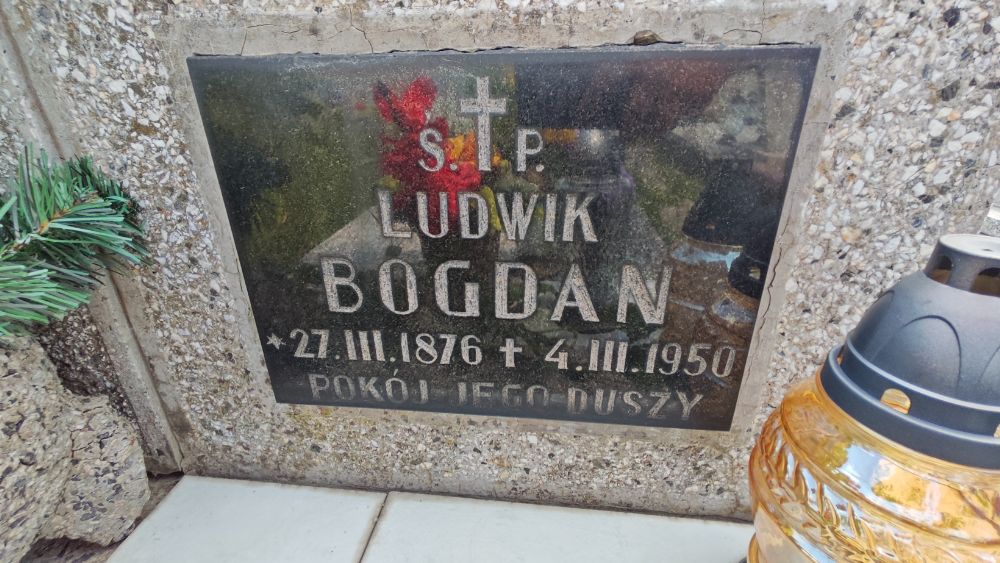 Ś. P.
LUDWIK
BOGDAN
*27.III.1876 ✝ 4.III.1950
POKÓJ JEGO DUSZY